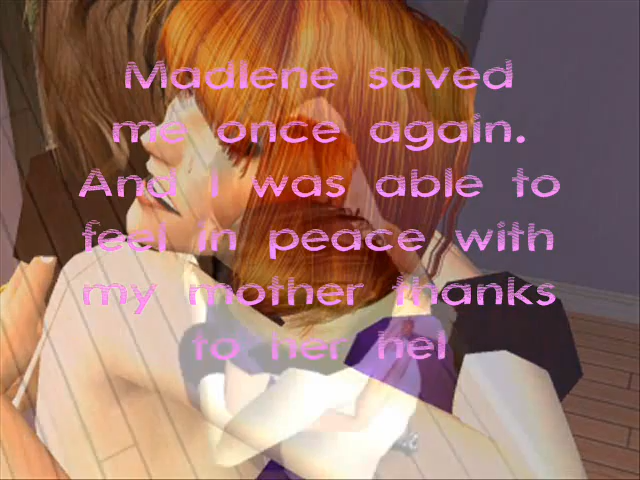 Madlene saved
me once again.
And I was able to
feel in peace with
my mother thanks
to her hel